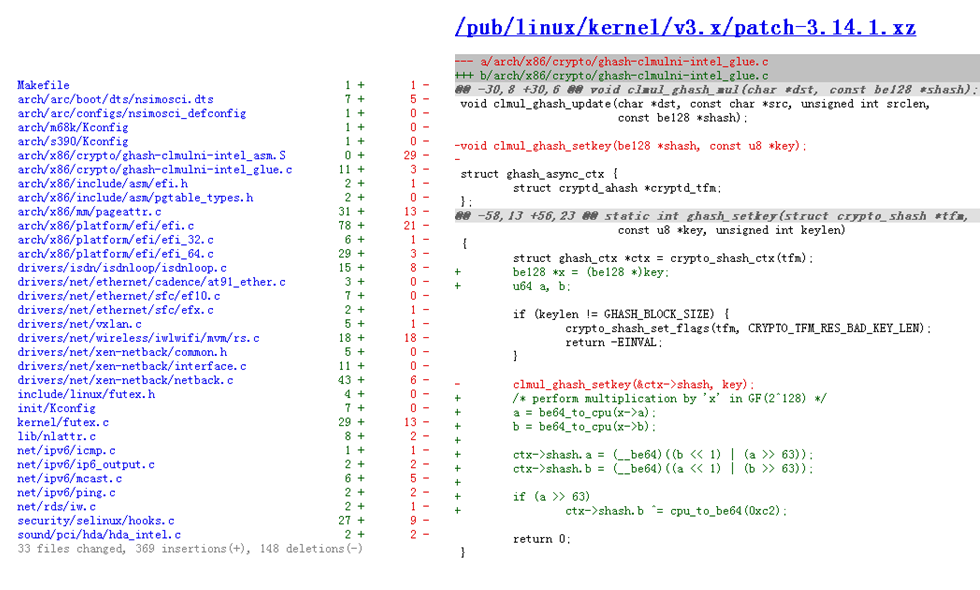 /pub/linux/kernel/v3.x/patch-3.14.1.xz
Makefile 1 + 1 -
arch/arc/boot/dts/nsimosci.dts 7 + 5 -
arch/arc/configs/nsimosci_defconfig 1 + 0 -
arch/m68k/Kconfig 1 + 0 -
arch/s390/Kconfig 1 + 0 -
arch/x86/crypto/ghash-clmulni-intel_asm.S 0 + 29 -
arch/x86/crypto/ghash-clmulni-intel_glue.c 11 + 3 -
arch/x86/include/asm/efi.h 2 + 1 -
arch/x86/include/asm/pgtable_types.h 2 + 0 -
arch/x86/mm/pageattr.c 31 + 13 -
arch/x86/platform/efi/efi.c 78 + 21 -
arch/x86/platform/efi/efi_32.c 6 + 1 -
arch/x86/platform/efi/efi_64.c 29 + 3 -
drivers/isdn/isdnloop/isdnloop.c 15 + 8 -
drivers/net/ethernet/cadence/at91_ether.c 3 + 0 -
drivers/net/ethernet/sfc/ef10.c 7 + 0 -
drivers/net/ethernet/sfc/efx.c 2 + 1 -
drivers/net/vxlan.c 5 + 1 -
drivers/net/wireless/iwlwifi/mvm/rs.c 18 + 18 -
drivers/net/xen-netback/common.h 5 + 0 -
drivers/net/xen-netback/interface.c 11 + 0 -
drivers/net/xen-netback/netback.c 43 + 6 -
include/linux/futex.h 4 + 0 -
init/Kconfig 7 + 0 -
kernel/futex.c 29 + 13 -
lib/nlattr.c 8 + 2 -
net/ipv6/icmp.c 1 + 1 -
net/ipv6/ip6_output.c 2 + 2 -
net/ipv6/mcast.c 6 + 5 -
net/ipv6/ping.c 2 + 2 -
net/rds/iw.c 2 + 1 -
security/selinux/hooks.c 27 + 9 -
sound/pci/hda/hda_intel.c 2 + 2 -
33 files changed, 369 insertions(+), 148 deletions(-)
--- a/arch/x86/crypto/ghash-clmulni-intel_glue.c
+++ b/arch/x86/crypto/ghash-clmulni-intel_glue.c
@@ -30,8 +30,6 @@ void clmul_ghash_mul(char *dst, const be128 *shash);
void clmul_ghash_update(char *dst, const char *src, unsigned int srclen,
const be128 *shash);
-void clmul_ghash_setkey(be128 *shash, const u8 *key);
-
struct ghash_async_ctx {
struct cryptd_ahash *cryptd_tfm;
};
@@ -58,13 +56,23 @@ static int ghash_setkey(struct crypto_shash *tfm,
const u8 *key, unsigned int keylen)
{
struct ghash_ctx *ctx = crypto_shash_ctx(tfm);
+ be128 *x = (be128 *)key;
+ u64 a, b;
if (keylen != GHASH_BLOCK_SIZE) {
crypto_shash_set_flags(tfm, CRYPTO_TFM_RES_BAD_KEY_LEN);
return -EINVAL;
}
- clmul_ghash_setkey(&ctx->shash, key);
+ /* perform multiplication by 'x' in GF(2^128) */
+ a = be64_to_cpu(x->a);
+ b = be64_to_cpu(x->b);
+
+ ctx->shash.a = (__be64)((b << 1) | (a >> 63));
+ ctx->shash.b = (__be64)((a << 1) | (b >> 63));
+
+ if (a >> 63)
+ ctx->shash.b ^= cpu_to_be64(0xc2);
return 0;
}